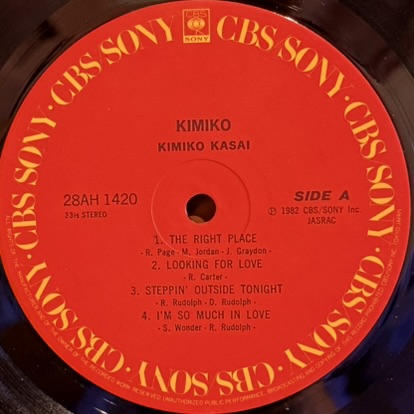 CBS/SONY · CBS/SONY · CBS/SONY · CBS/SONY · CBS/SONY · CBS/SONY ·
CBS
SONY
KIMIKO
KIMIKO KASAI
28AH 1420
33⅓ STEREO
SIDE A
Ⓟ 1982 CBS/SONY Inc.
JASRAC
1. THE RIGHT PLACE
- R. Page - M. Jordan - J. Graydon -
2. LOOKING FOR LOVE
- R. Carter -
3. STEPPIN' OUTSIDE TONIGHT
- R. Rudolph - D. Rudolph -
4. I'M SO MUCH IN LOVE
- S. Wonder - R. Rudolph -